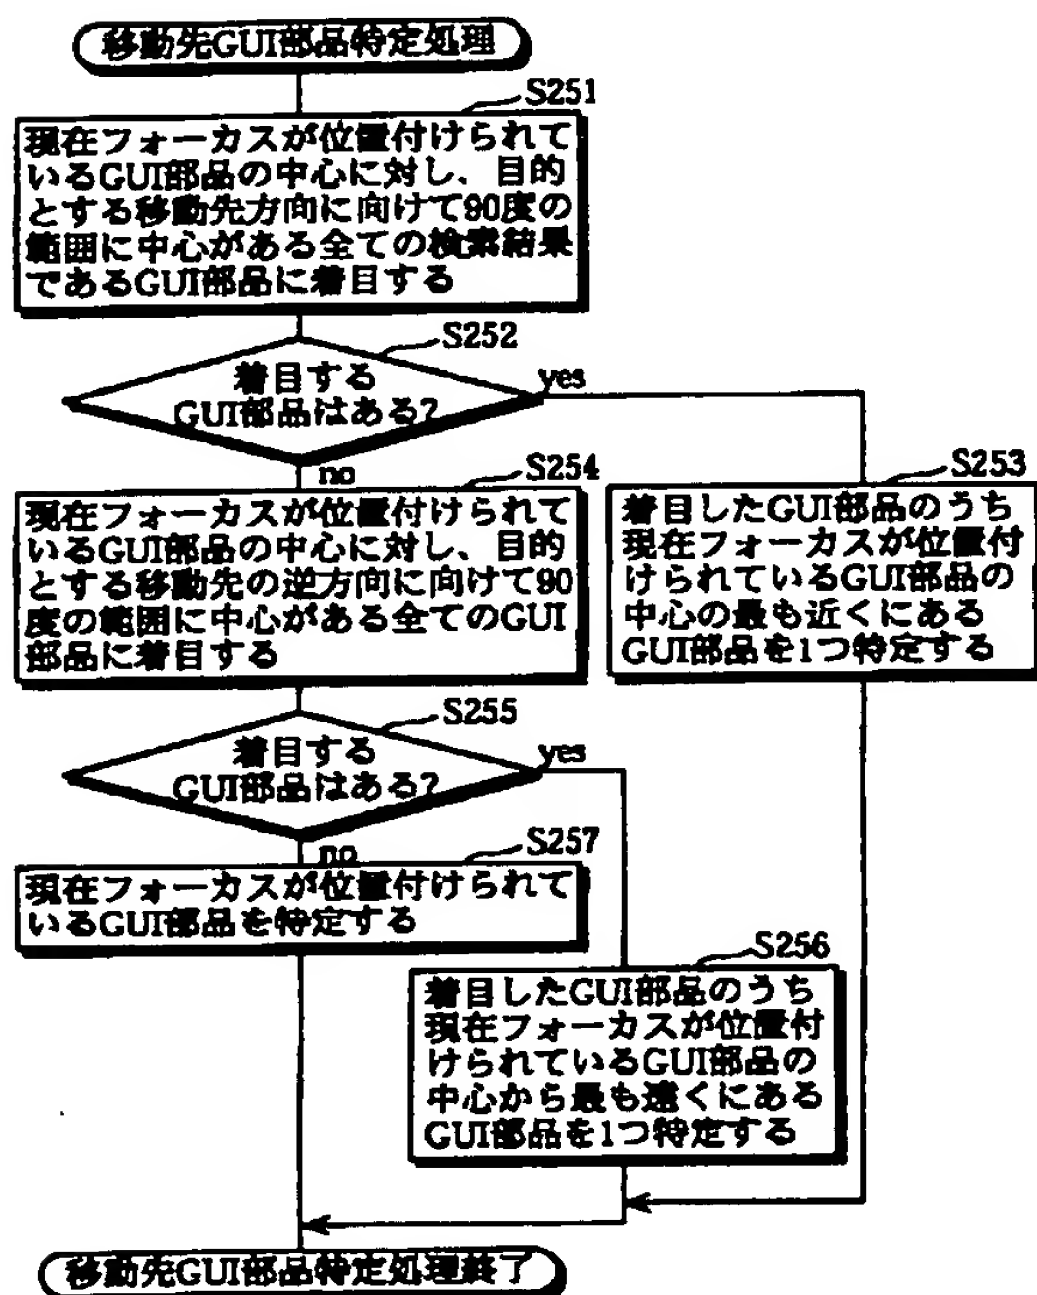 移動先GUI部品特定処理
S251
現在フォーカスが位置付けられて
いるGUI部品の中心に対し、目的
とする移動先方向に向けて90度の
範囲に中心がある全ての検索結果
であるGUI部品に着目する
S252
着目する
GUI部品はある?
yes
no
S254
現在フォーカスが位置付けられて
いるGUI部品の中心に対し、目的
とする移動先の逆方向に向けて90
度の範囲に中心がある全てのGUI
部品に着目する
S253
着目したGUI部品のうち
現在フォーカスが位置付
けられているGUI部品の
中心の最も近くにある
GUI部品を1つ特定する
S255
着目する
GUI部品はある?
yes
no
S257
現在フォーカスが位置付けられて
いるGUI部品を特定する
S256
着目したGUI部品のうち
現在フォーカスが位置付
けられているGUI部品の
中心から最も遠くにある
GUI部品を1つ特定する
移動先GUI部品特定処理終了